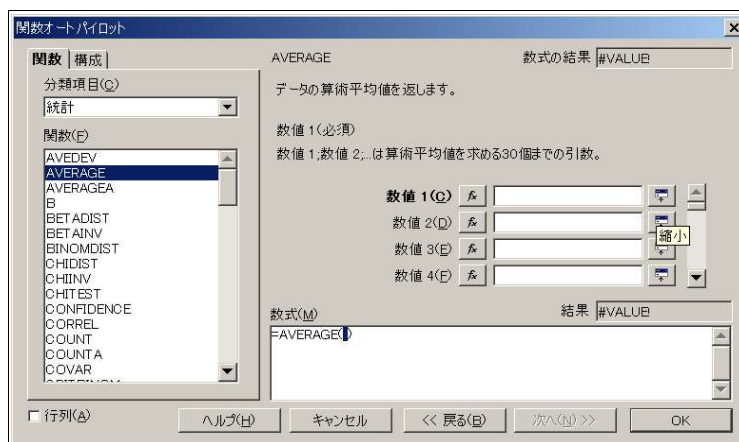 関数オートパイロット
関数 構成
分類項目(C)
統計
関数(F)
AVEDEV
AVERAGE
AVERAGEA
B
BETADIST
BETAINV
BINOMDIST
CHIDIST
CHIINV
CHITEST
CONFIDENCE
CORREL
COUNT
COUNTA
COVAR
AVERAGE 数式の結果 #VALUE!
データの算術平均値を返します。
数値 1(必須)
数値 1;数値 2;...は算術平均値を求める30個までの引数。
数値 1(C) fx
数値 2(D) fx
縮小
数値 3(E) fx
数値 4(F) fx
数式(M) 結果 #VALUE!
=AVERAGE()
行列(A) ヘルプ(H) キャンセル << 戻る(B) 次へ(N) >> OK